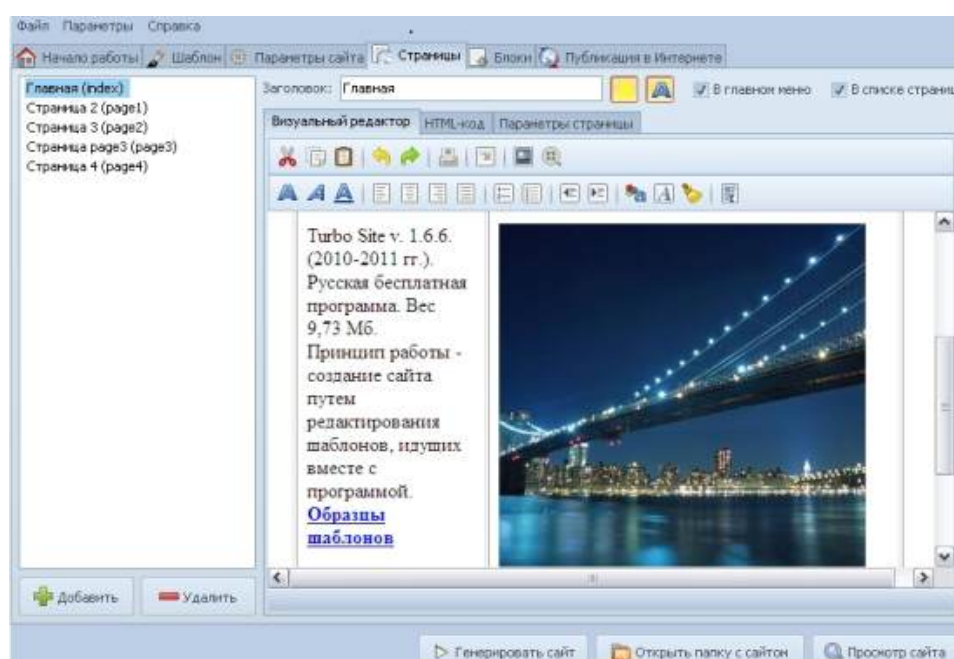 Файл Параметры Справка
Начало работы Шаблон Параметры сайта Страницы Блоки Публикация в Интернете
Главная (index)
Страница 2 (page1)
Страница 3 (page2)
Страница page3 (page3)
Страница 4 (page4)
Заголовок: Главная В главном меню В списке страниц
Визуальный редактор HTML-код Параметры страницы
Turbo Site v. 1.6.6.
(2010-2011 гг.).
Русская бесплатная
программа. Вес
9,73 Мб.
Принцип работы -
создание сайта
путем
редактирования
шаблонов, идущих
вместе с
программой.
Образцы
шаблонов
Добавить Удалить
Генерировать сайт Открыть папку с сайтом Просмотр сайта